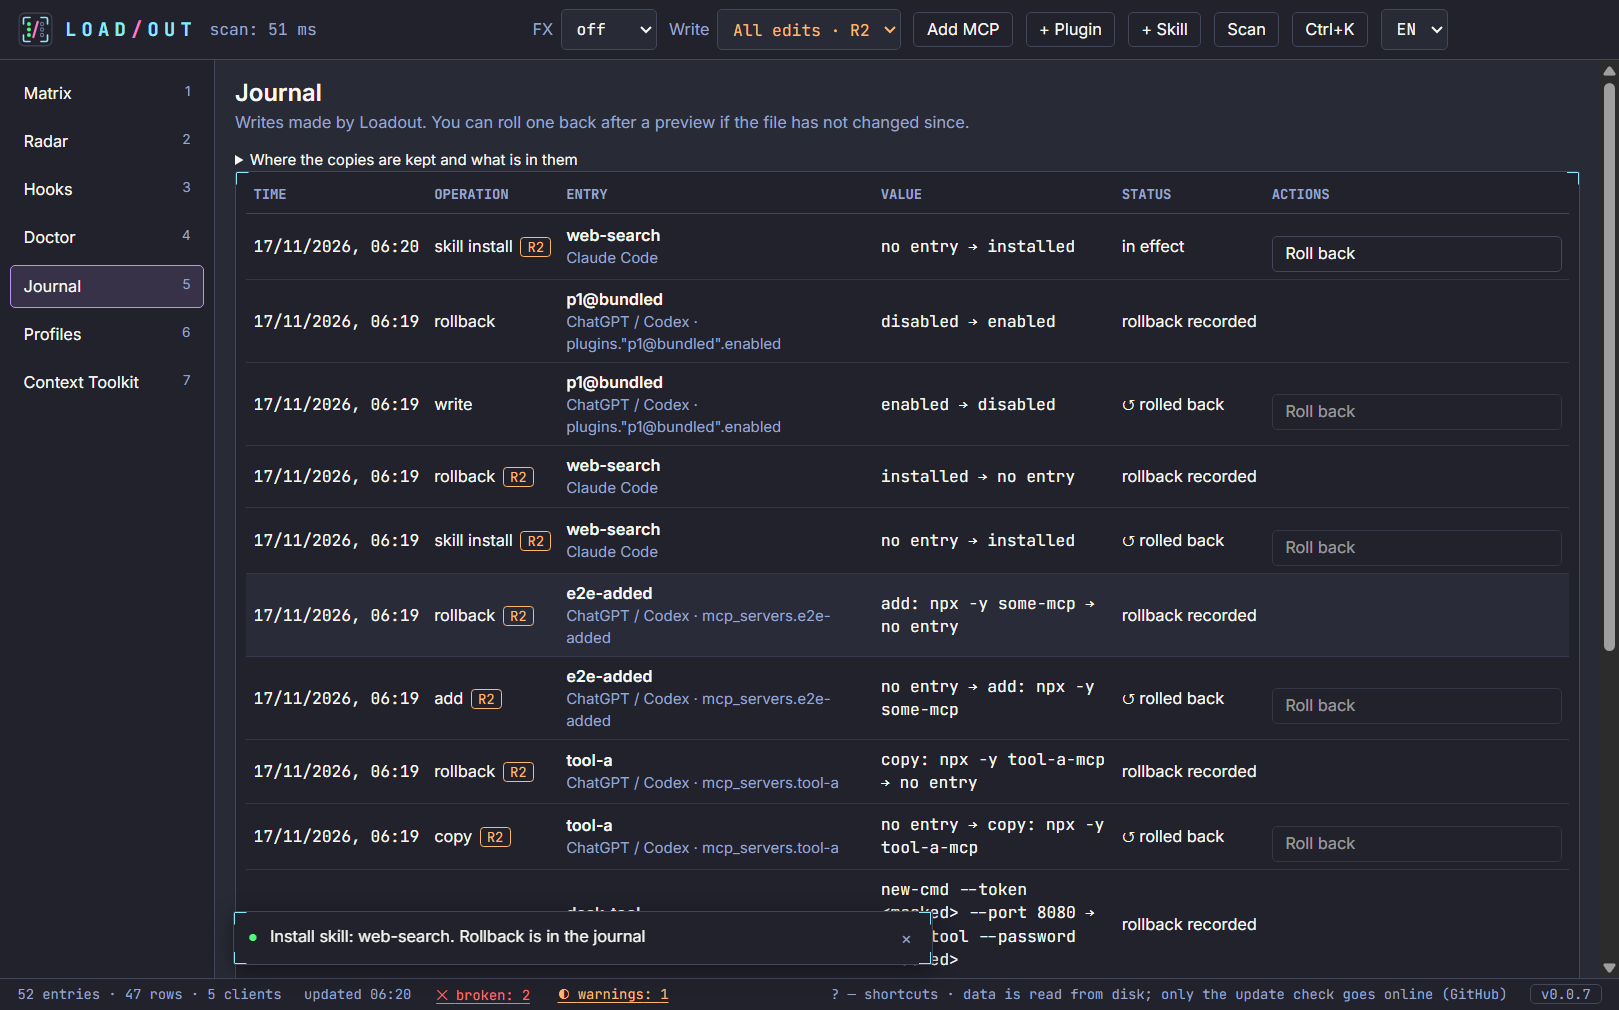 LOAD/OUT scan: 51 ms FX off Write All edits · R2 Add MCP + Plugin + Skill Scan Ctrl+K EN
Matrix 1
Radar 2
Hooks 3
Doctor 4
Journal 5
Profiles 6
Context Toolkit 7
Journal
Writes made by Loadout. You can roll one back after a preview if the file has not changed since.
▶ Where the copies are kept and what is in them
TIME OPERATION ENTRY VALUE STATUS ACTIONS
17/11/2026, 06:20 skill install R2 web-search no entry → installed in effect Roll back
Claude Code
17/11/2026, 06:19 rollback p1@bundled disabled → enabled rollback recorded
ChatGPT / Codex ·
plugins."p1@bundled".enabled
17/11/2026, 06:19 write p1@bundled enabled → disabled ↺ rolled back Roll back
ChatGPT / Codex ·
plugins."p1@bundled".enabled
17/11/2026, 06:19 rollback R2 web-search installed → no entry rollback recorded
Claude Code
17/11/2026, 06:19 skill install R2 web-search no entry → installed ↺ rolled back Roll back
Claude Code
17/11/2026, 06:19 rollback R2 e2e-added add: npx -y some-mcp → rollback recorded
ChatGPT / Codex · mcp_servers.e2e- no entry
added
17/11/2026, 06:19 add R2 e2e-added no entry → add: npx -y ↺ rolled back Roll back
ChatGPT / Codex · mcp_servers.e2e- some-mcp
added
17/11/2026, 06:19 rollback R2 tool-a copy: npx -y tool-a-mcp rollback recorded
ChatGPT / Codex · mcp_servers.tool-a → no entry
17/11/2026, 06:19 copy R2 tool-a no entry → copy: npx -y ↺ rolled back Roll back
ChatGPT / Codex · mcp_servers.tool-a tool-a-mcp
new-cmd --token
--port 8080 → rollback recorded
tool --password
Install skill: web-search. Rollback is in the journal ×
52 entries · 47 rows · 5 clients updated 06:20 broken: 2 warnings: 1 ? — shortcuts · data is read from disk; only the update check goes online (GitHub) v0.0.7